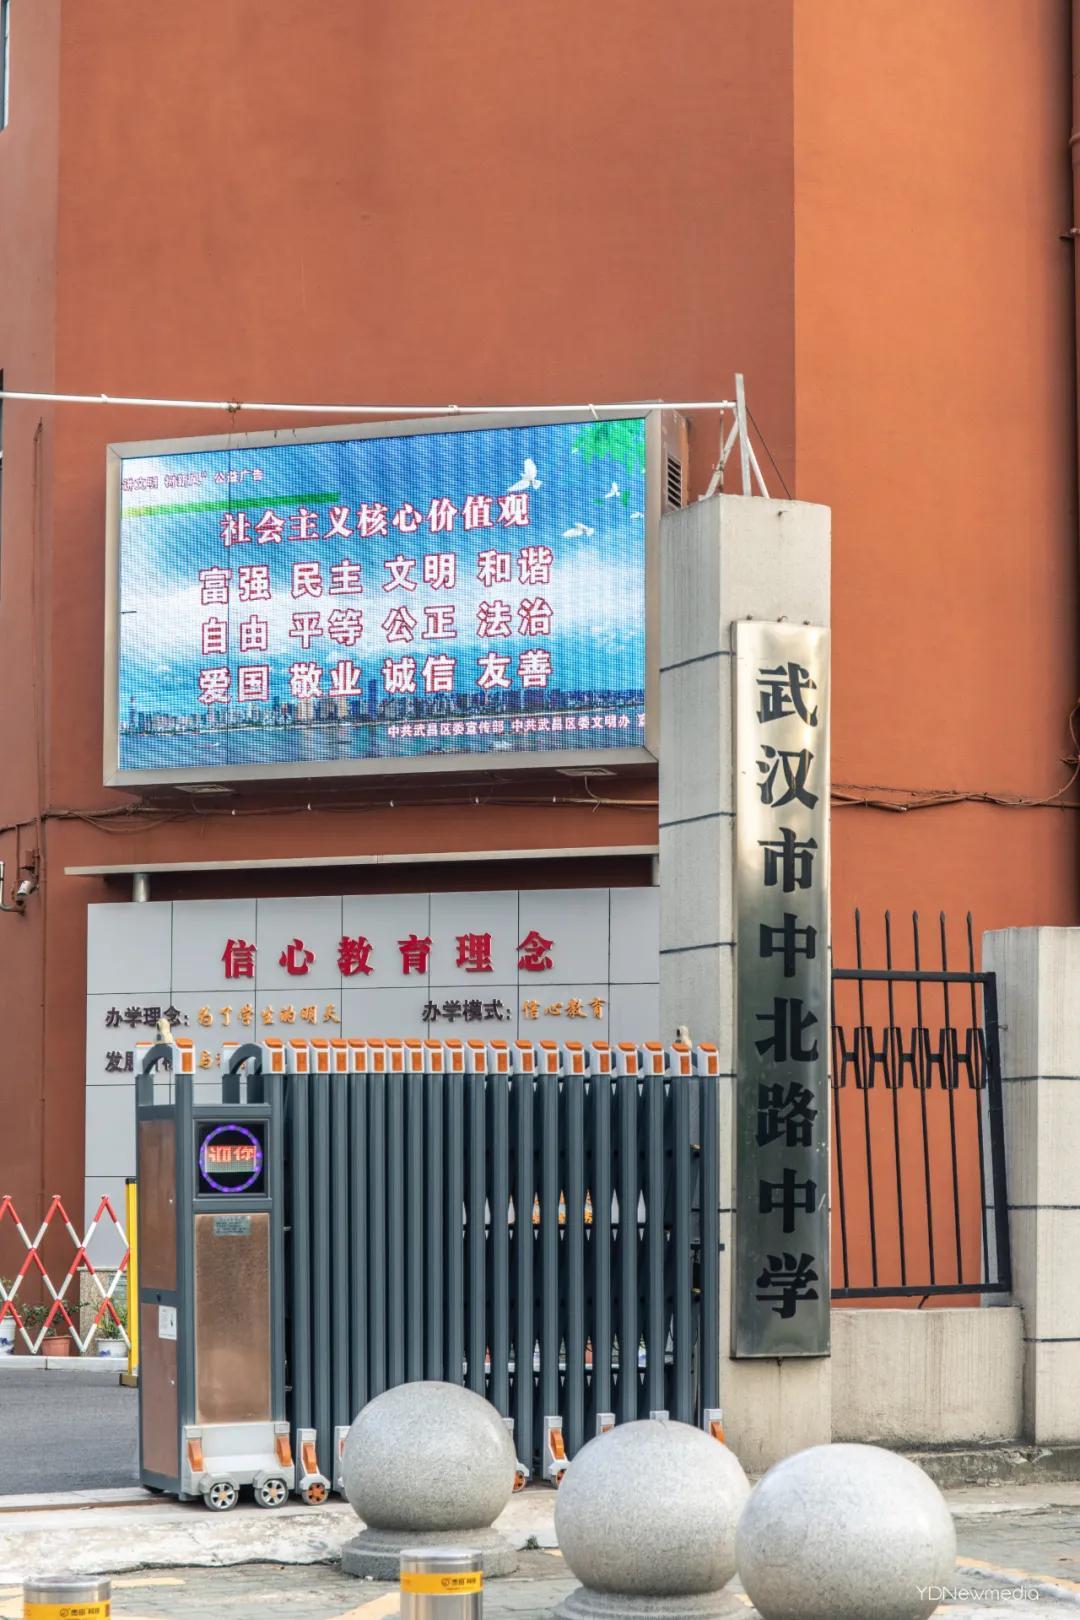 讲文明 树新风”公益广告
社会主义核心价值观
富强 民主 文明 和谐
自由 平等 公正 法治
爱国 敬业 诚信 友善
中共武昌区委宣传部 中共武昌区委文明办
武汉市中北路中学
信心教育理念
办学理念：为了学生的明天
办学模式：信心教育
YDNewmedia